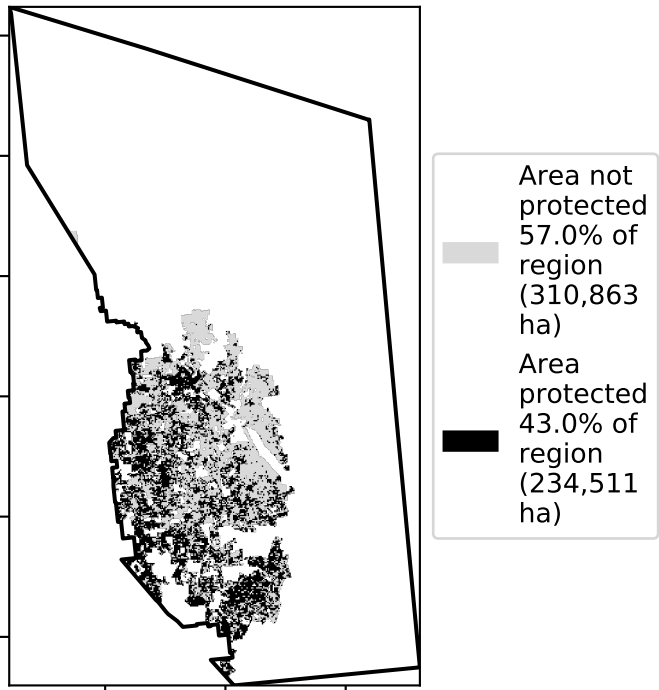 Area not
protected
57.0% of
region
(310,863
ha)
Area
protected
43.0% of
region
(234,511
ha)